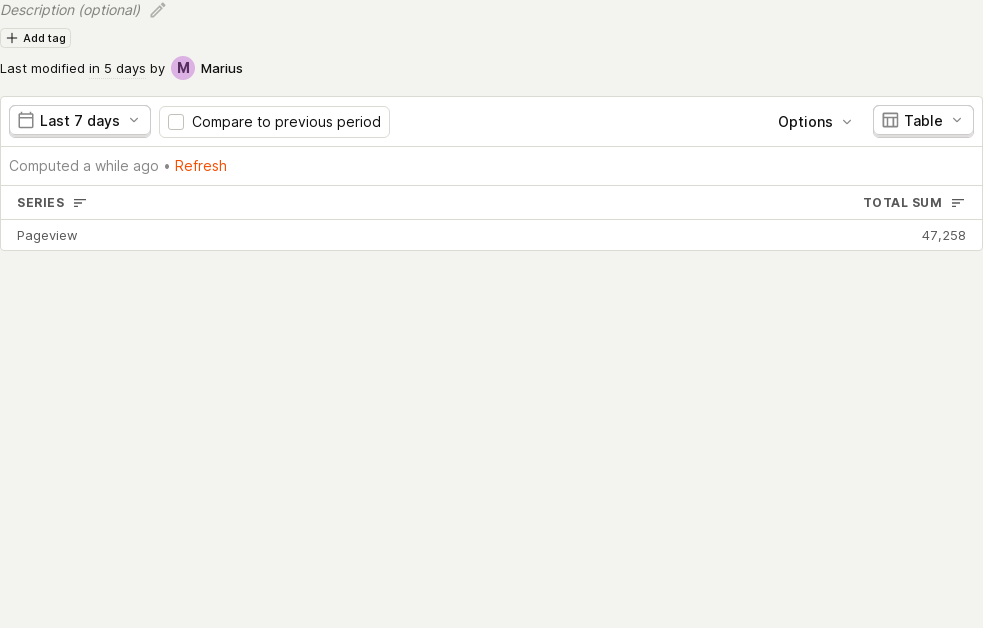 Description (optional)
Add tag
Last modified in 5 days by M Marius
Last 7 days
Compare to previous period
Options
Table
Computed a while ago • Refresh
SERIES TOTAL SUM
Pageview 47,258